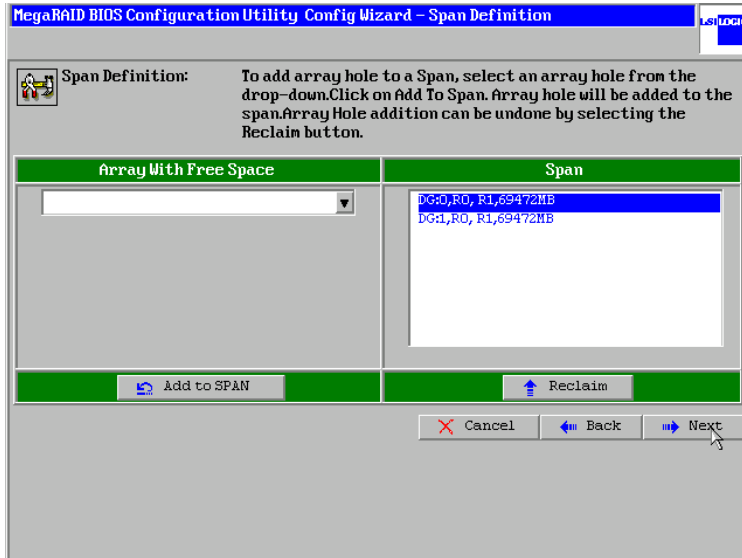 MegaRAID BIOS Configuration Utility Config Wizard - Span Definition
LSI LOGIC
Span Definition:
To add array hole to a Span, select an array hole from the
drop-down.Click on Add To Span. Array hole will be added to the
span.Array Hole addition can be undone by selecting the
Reclaim button.
Array With Free Space
Span
DG:0,R0, R1,69472MB
DG:1,R0, R1,69472MB
Add to SPAN
Reclaim
Cancel
Back
Next